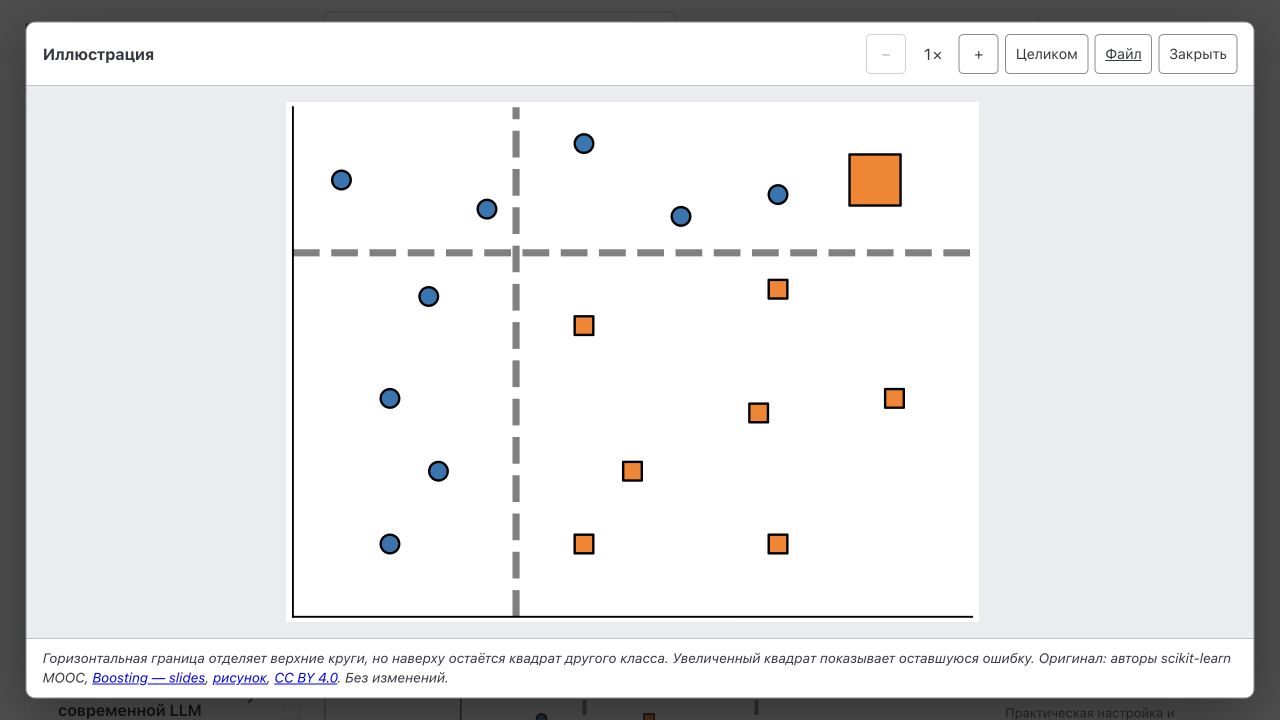 Иллюстрация
−
1×
+
Целиком
Файл
Закрыть
Горизонтальная граница отделяет верхние круги, но наверху остаётся квадрат другого класса. Увеличенный квадрат показывает оставшуюся ошибку. Оригинал: авторы scikit-learn
MOOC, Boosting — slides, рисунок, CC BY 4.0. Без изменений.
современной LLM
Практическая настройка и